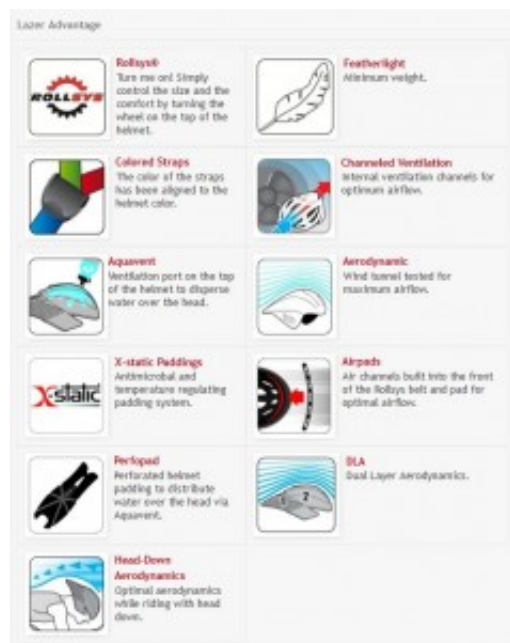 Lazer Advantage
Rollsys®
Turn me on! Simply
control the size and the
comfort by turning the
wheel on the top of the
helmet.
ROLLSYS
Featherlight
Minimum weight.
Colored Straps
The color of the straps
has been aligned to the
helmet color.
Channeled Ventilation
Internal ventilation channels for
optimum airflow.
Aquavent
Ventilation port on the top
of the helmet to disperse
water over the head.
Aerodynamic
Wind tunnel tested for
maximum airflow.
X-static Paddings
Antimicrobial and
temperature regulating
padding system.
X-static
Airpads
Air channels built into the front
of the Rollsys belt and pad for
optimal airflow.
Perfopad
Perforated helmet
padding to distribute
water over the head via
Aquavent.
DLA
Dual Layer Aerodynamics.
1 2
Head-Down
Aerodynamics
Optimal aerodynamics
while riding with head
down.